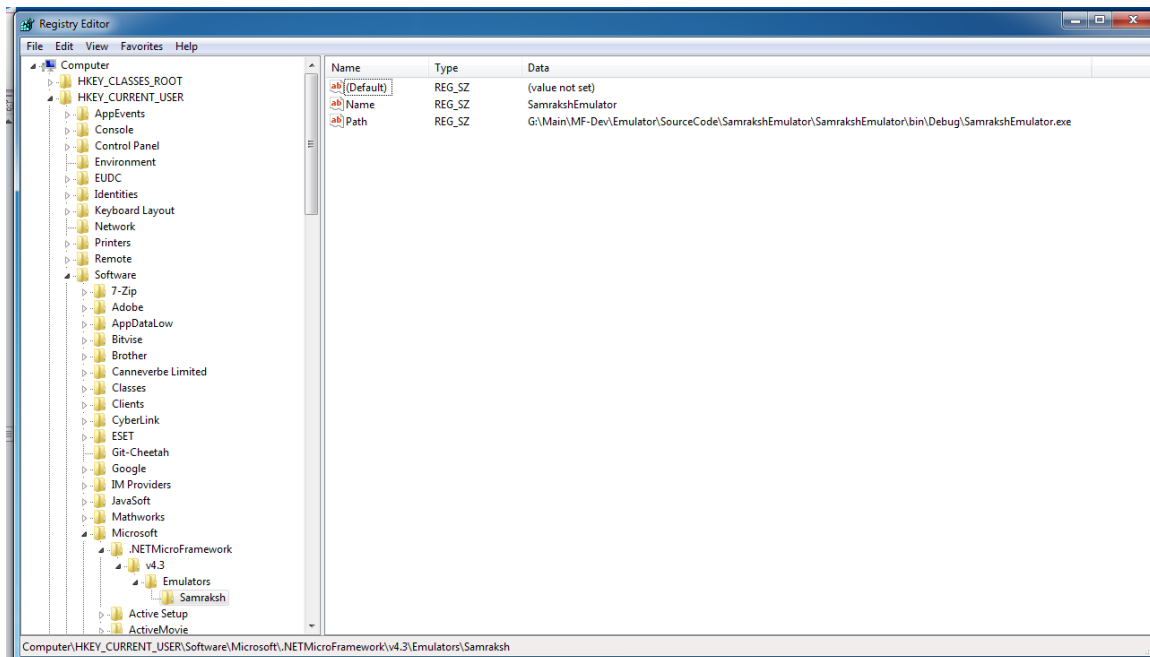 Registry Editor
File Edit View Favorites Help
Computer
HKEY_CLASSES_ROOT
HKEY_CURRENT_USER
AppEvents
Console
Control Panel
Environment
EUDC
Identities
Keyboard Layout
Network
Printers
Remote
Software
7-Zip
Adobe
AppDataLow
Bitvise
Brother
Canneverbe Limited
Classes
Clients
CyberLink
ESET
Git-Cheetah
Google
IM Providers
JavaSoft
Mathworks
Microsoft
.NETMicroFramework
v4.3
Emulators
Samraksh
Active Setup
ActiveMovie
Name Type Data
ab (Default) REG_SZ (value not set)
ab Name REG_SZ SamrakshEmulator
ab Path REG_SZ G:\Main\MF-Dev\Emulator\SourceCode\SamrakshEmulator\SamrakshEmulator\bin\Debug\SamrakshEmulator.exe
Computer\HKEY_CURRENT_USER\Software\Microsoft\.NETMicroFramework\v4.3\Emulators\Samraksh